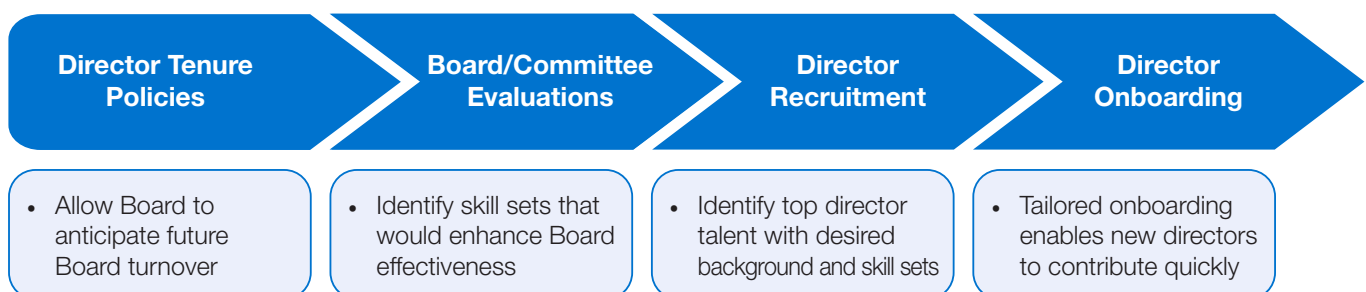 Director Tenure
Policies
Board/Committee
Evaluations
Director
Recruitment
Director
Onboarding
• Allow Board to
anticipate future
Board turnover
• Identify skill sets that
would enhance Board
effectiveness
• Identify top director
talent with desired
background and skill sets
• Tailored onboarding
enables new directors
to contribute quickly